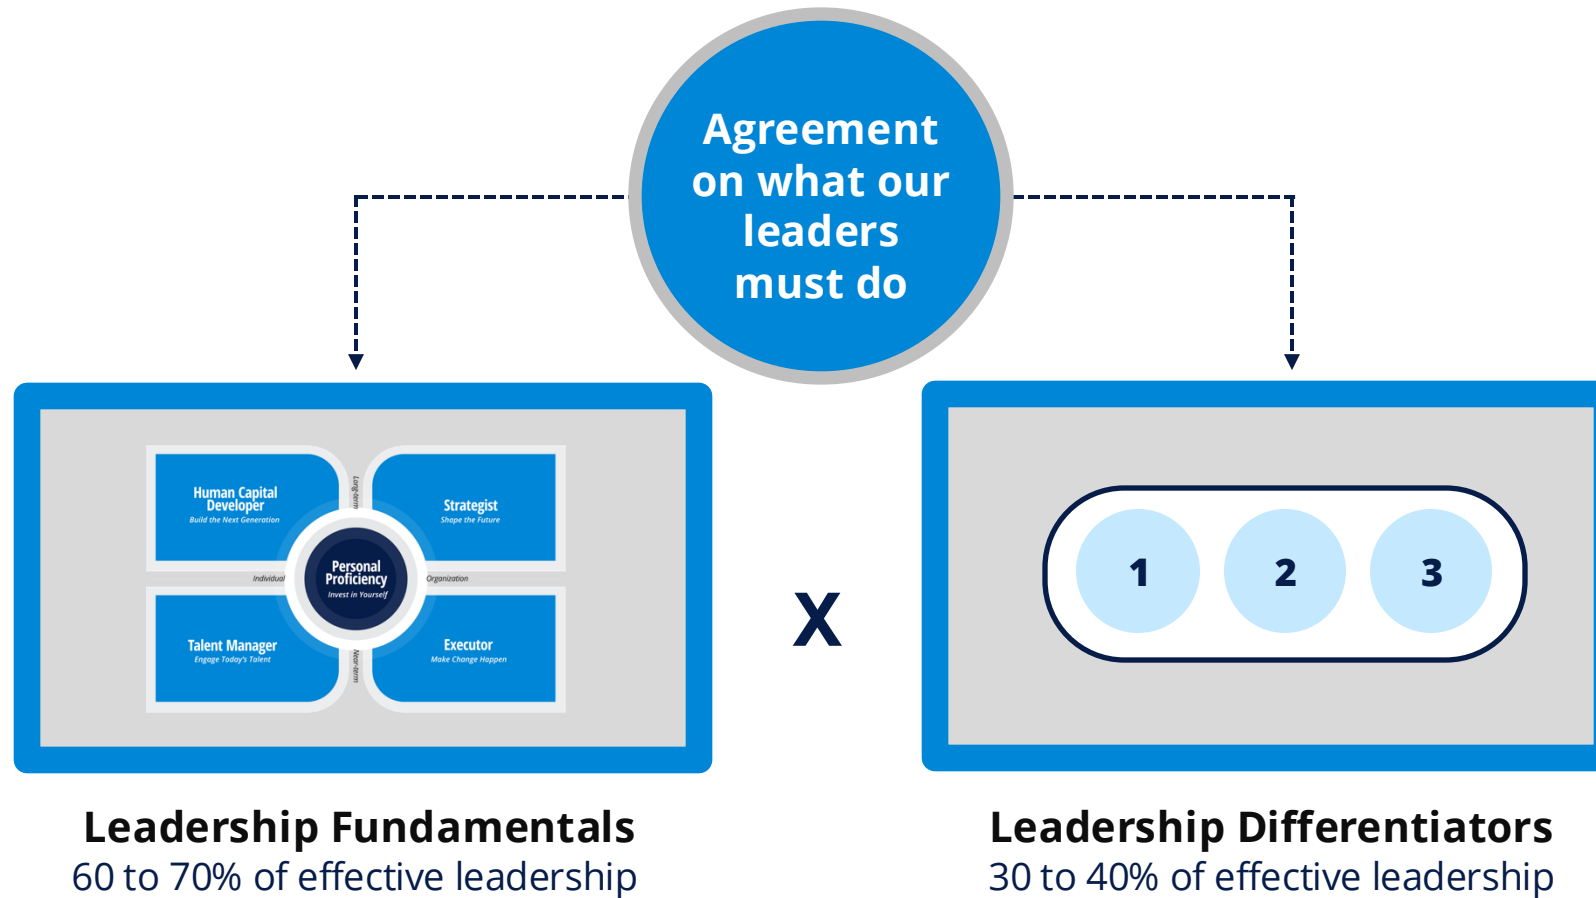 Agreement
on what our
leaders
must do
Human Capital
Developer
Build the Next Generation
Long-term
Strategist
Shape the Future
Individual
Personal
Proficiency
Invest in Yourself
Organization
Talent Manager
Engage Today's Talent
Near-term
Executor
Make Change Happen
X
1
2
3
Leadership Fundamentals
60 to 70% of effective leadership
Leadership Differentiators
30 to 40% of effective leadership